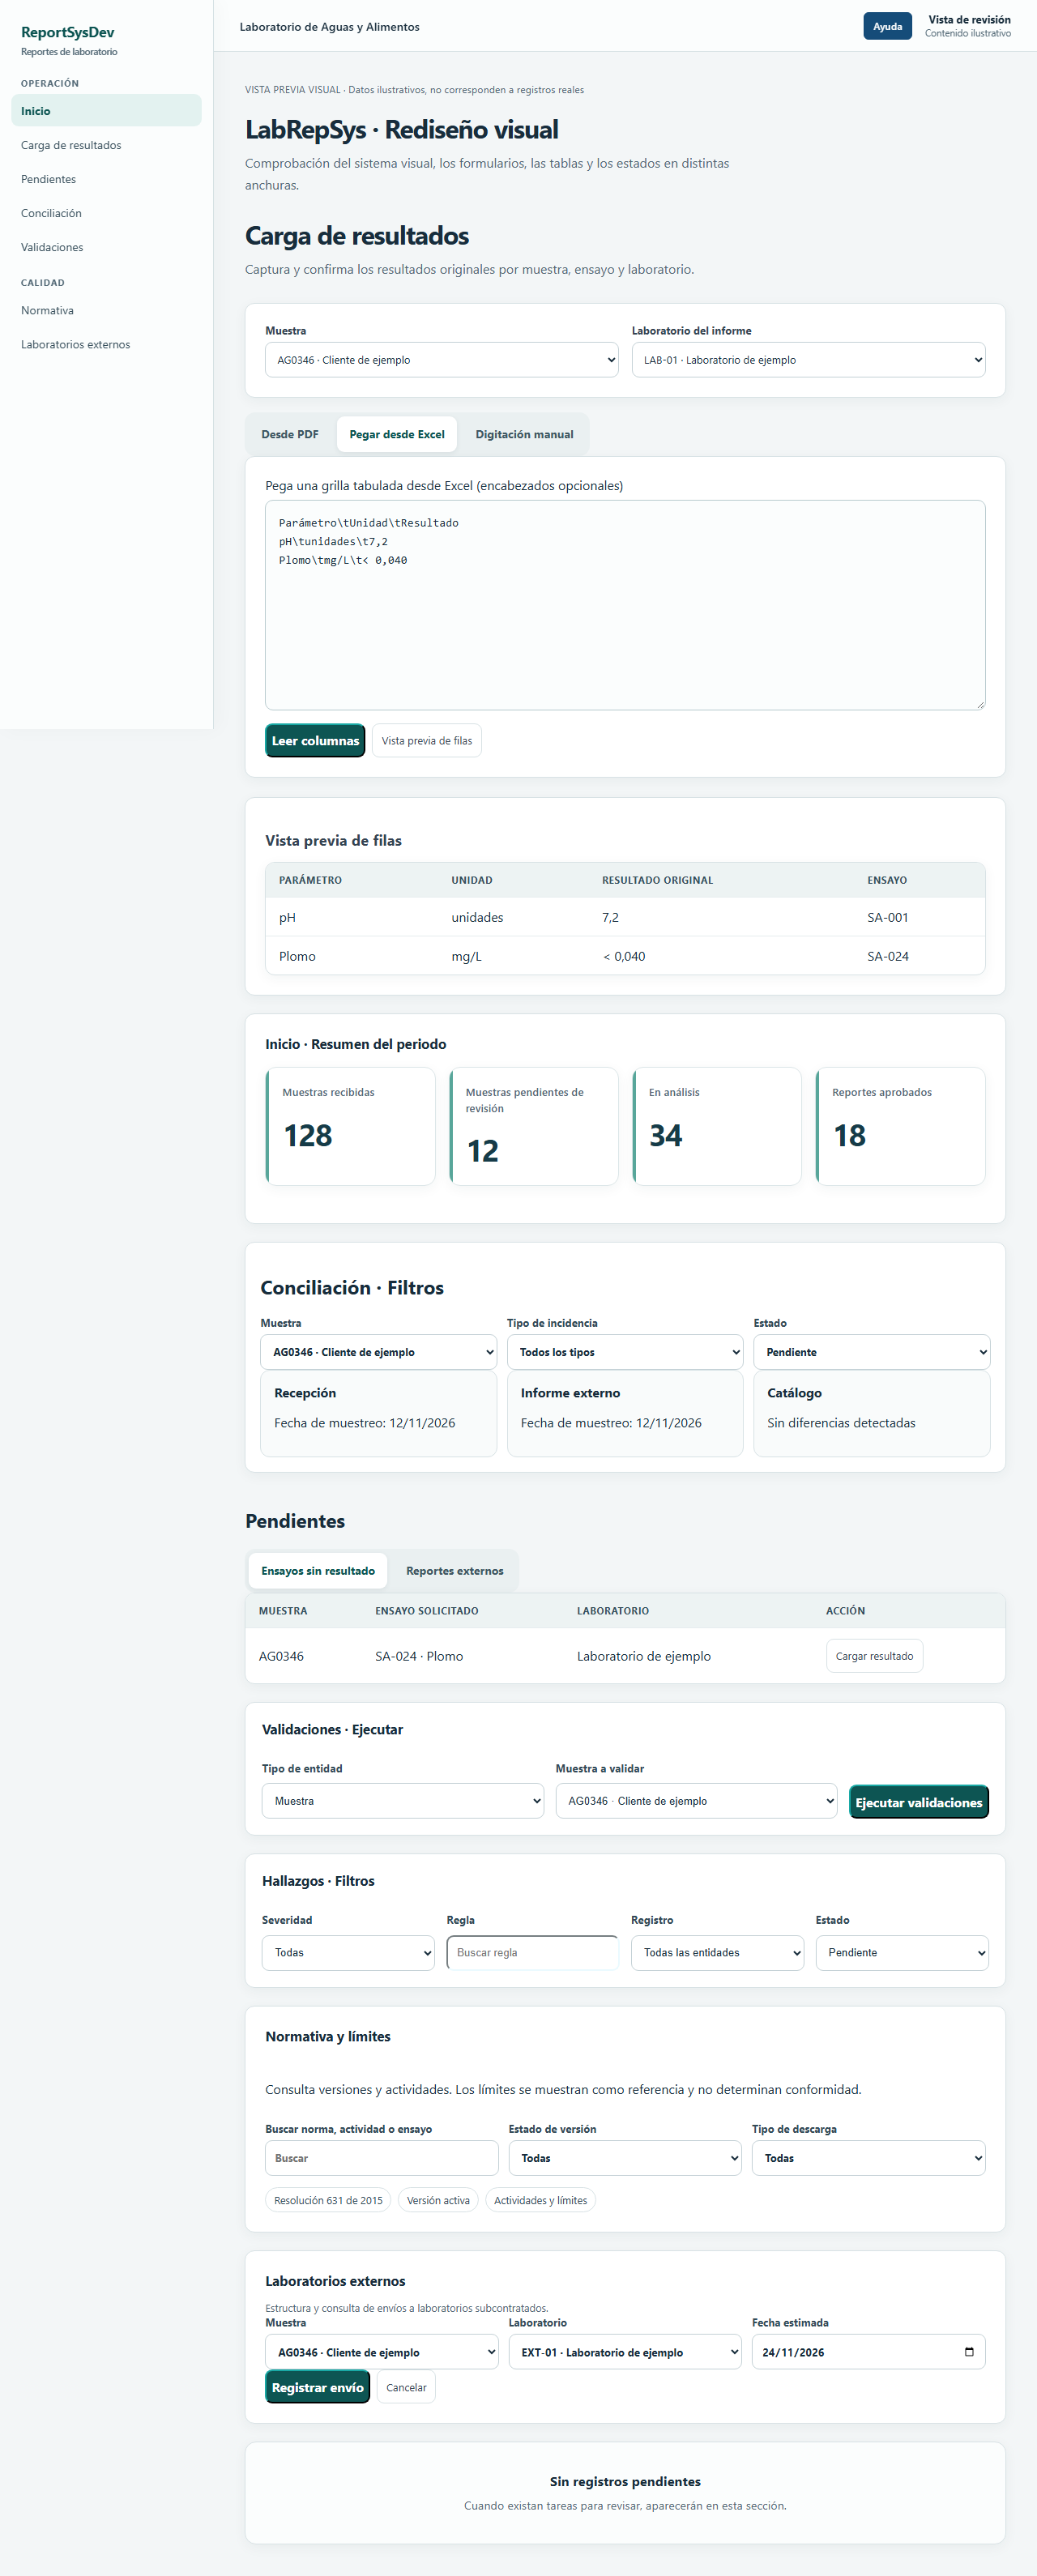 ReportSysDev
Reportes de laboratorio
OPERACIÓN
Inicio
Carga de resultados
Pendientes
Conciliación
Validaciones
CALIDAD
Normativa
Laboratorios externos
Laboratorio de Aguas y Alimentos
Ayuda
Vista de revisión
Contenido ilustrativo
VISTA PREVIA VISUAL · Datos ilustrativos, no corresponden a registros reales
LabRepSys · Rediseño visual
Comprobación del sistema visual, los formularios, las tablas y los estados en distintas
anchuras.
Carga de resultados
Captura y confirma los resultados originales por muestra, ensayo y laboratorio.
Muestra Laboratorio del informe
AG0346 · Cliente de ejemplo LAB-01 · Laboratorio de ejemplo
Desde PDF Pegar desde Excel Digitación manual
Pega una grilla tabulada desde Excel (encabezados opcionales)
Parámetro\tUnidad\tResultado
pH\tunidades\t7,2
Plomo\tmg/L\t< 0,040
Leer columnas Vista previa de filas
Vista previa de filas
PARÁMETRO UNIDAD RESULTADO ORIGINAL ENSAYO
pH unidades 7,2 SA-001
Plomo mg/L < 0,040 SA-024
Inicio · Resumen del periodo
Muestras recibidas
128
Muestras pendientes de
revisión
12
En análisis
34
Reportes aprobados
18
Conciliación · Filtros
Muestra Tipo de incidencia Estado
AG0346 · Cliente de ejemplo Todos los tipos Pendiente
Recepción Informe externo Catálogo
Fecha de muestreo: 12/11/2026 Fecha de muestreo: 12/11/2026 Sin diferencias detectadas
Pendientes
Ensayos sin resultado Reportes externos
MUESTRA ENSAYO SOLICITADO LABORATORIO ACCIÓN
AG0346 SA-024 · Plomo Laboratorio de ejemplo Cargar resultado
Validaciones · Ejecutar
Tipo de entidad Muestra a validar
Muestra AG0346 · Cliente de ejemplo Ejecutar validaciones
Hallazgos · Filtros
Severidad Regla Registro Estado
Todas Buscar regla Todas las entidades Pendiente
Normativa y límites
Consulta versiones y actividades. Los límites se muestran como referencia y no determinan conformidad.
Buscar norma, actividad o ensayo Estado de versión Tipo de descarga
Buscar Todas Todas
Resolución 631 de 2015 Versión activa Actividades y límites
Laboratorios externos
Estructura y consulta de envíos a laboratorios subcontratados.
Muestra Laboratorio Fecha estimada
AG0346 · Cliente de ejemplo EXT-01 · Laboratorio de ejemplo 24/11/2026
Registrar envío Cancelar
Sin registros pendientes
Cuando existan tareas para revisar, aparecerán en esta sección.